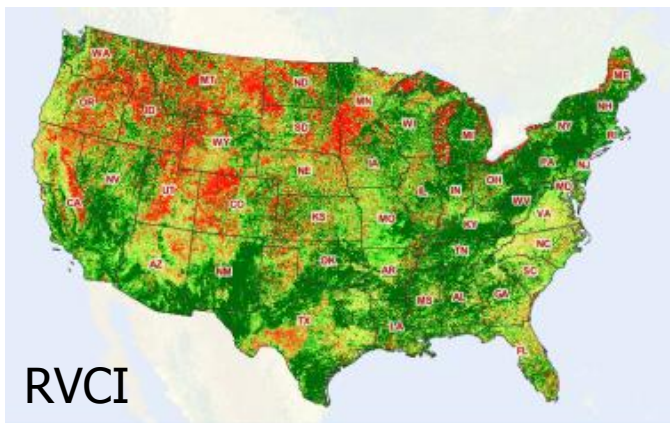 WA
MT
ND
ME
OR
ID
MN
NH
WY
SD
WI
MI
NY
RI
IA
PA
NJ
NE
IL
IN
OH
MD
NV
UT
CO
KS
MO
WV
VA
CA
KY
NC
AZ
NM
OK
AR
TN
SC
MS
AL
GA
TX
LA
FL
RVCI